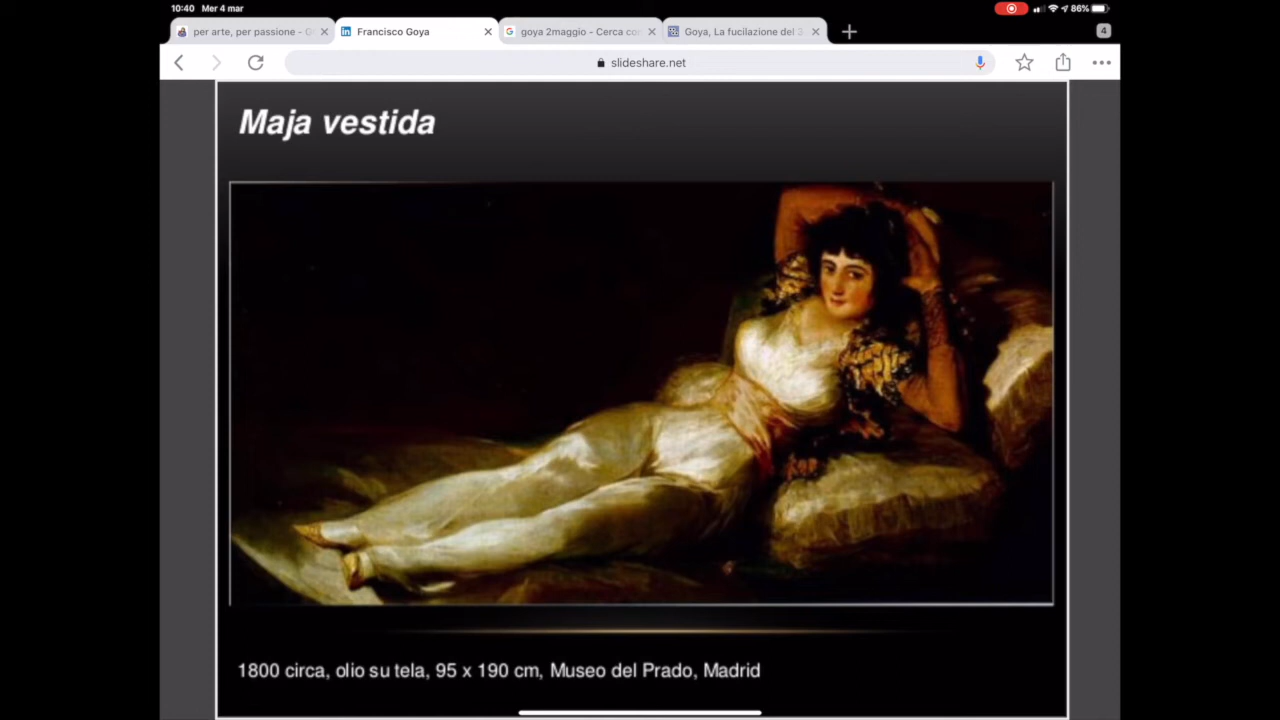 10:40 Mer 4 mar
86%
per arte, per passione -
Francisco Goya
goya 2maggio - Cerca co
Goya, La fucilazione del
4
slideshare.net
Maja vestida
1800 circa, olio su tela, 95 x 190 cm, Museo del Prado, Madrid